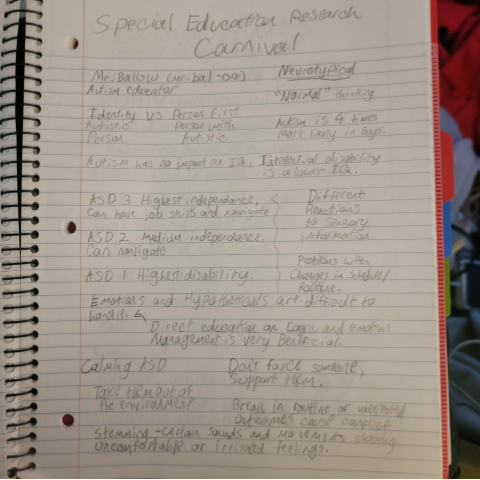 Special Education Research
Carnival
Mr. Ballow (mr. bal-oo)
Neurotypical
Autism educator
"Normal" thinking
Identity vs Person first
Autistic Person with
Person Autistic
Autism is 4 times
more likely in Guys.
Autism has no impact on IQ, Intellectual disability
is a lower IQ.
ASD 3 Highest independance,
Can have job skills and navigate
ASD 2 Medium independance,
Can navigate
ASD 1 Highest disability.
Different
Reactions
to sensory
information
Problems with
Changes in schedule/
Routine.
Emotions and Hypotheticals are difficult to
handle.
Direct education on Logic and emotion
Management is very Beneficial.
Calming ASD
Don't force someone,
Support them.
Take them out of
the environment
Break in routine or unexpected
outcomes cause conflict
Stemming - certain sounds and movements showing
uncomfortable or irritated feelings.